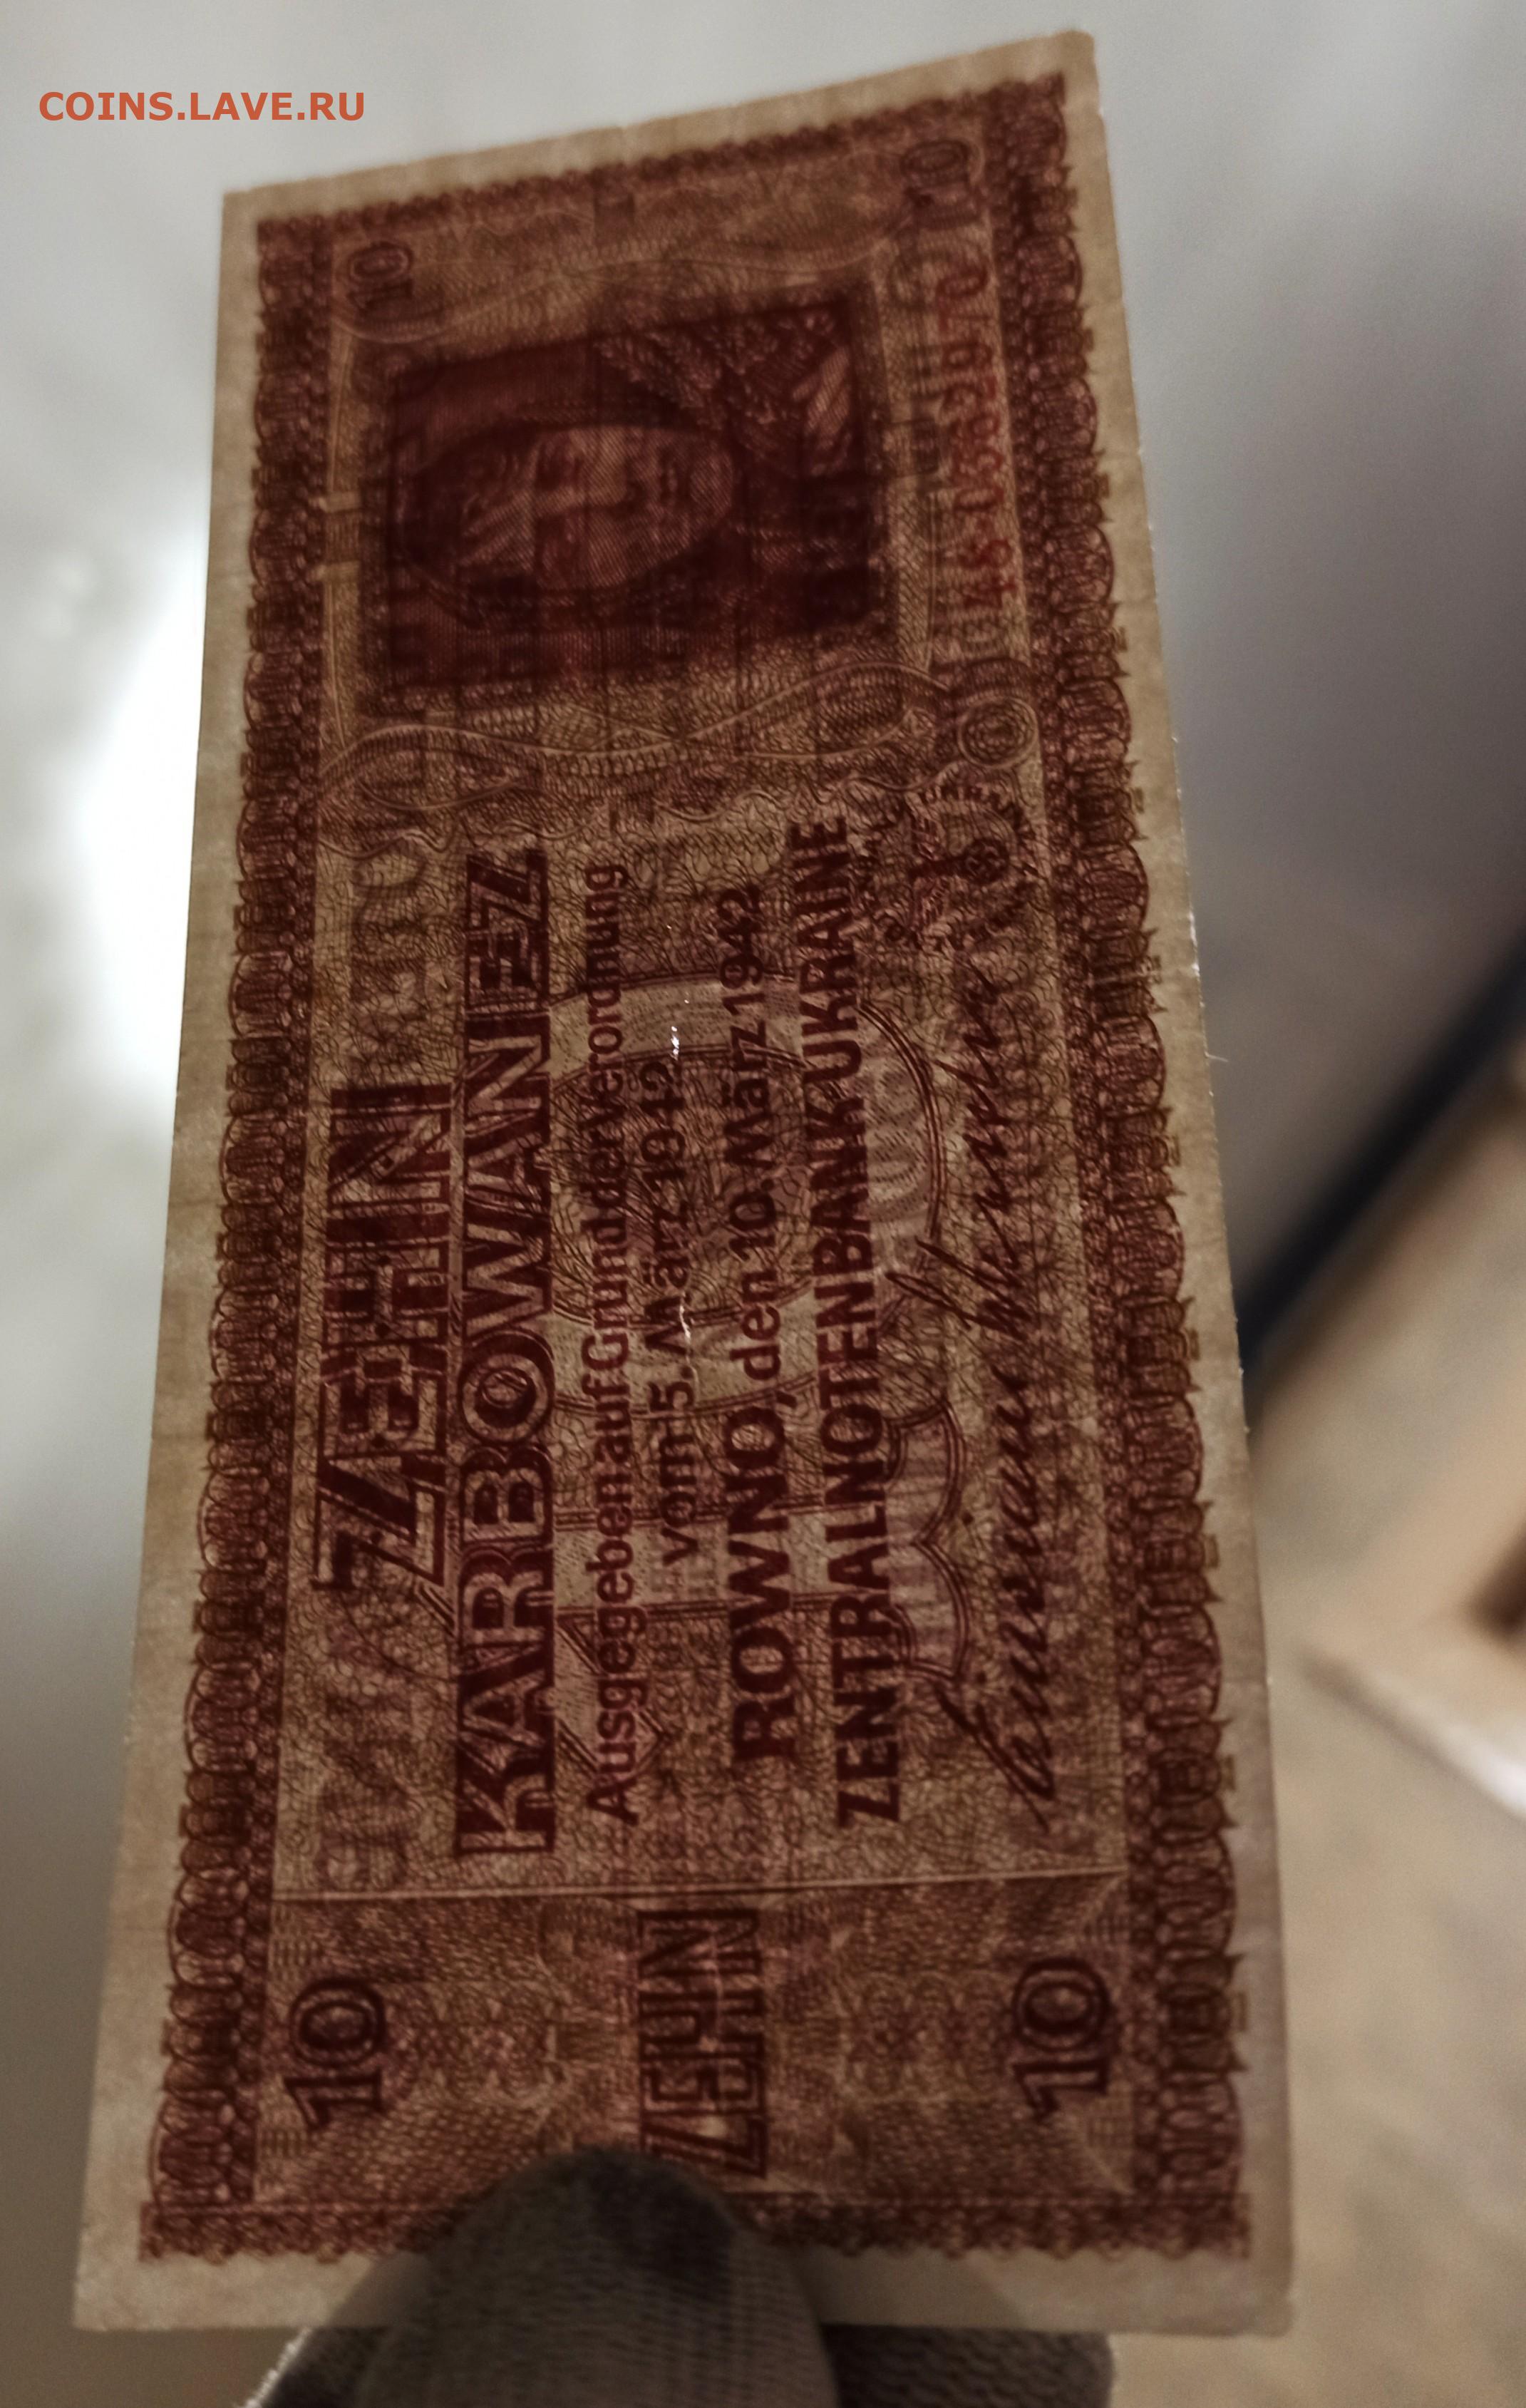 COINS.LAVE.RU
10
10
ZEHN
KARBOWANEZ
Ausgegeben auf Grund der Verordnung
vom 5. März 1942
ROWNO, den 10. März 1942
ZENTRALNOTENBANK UKRAINE
10
ZEHN
10